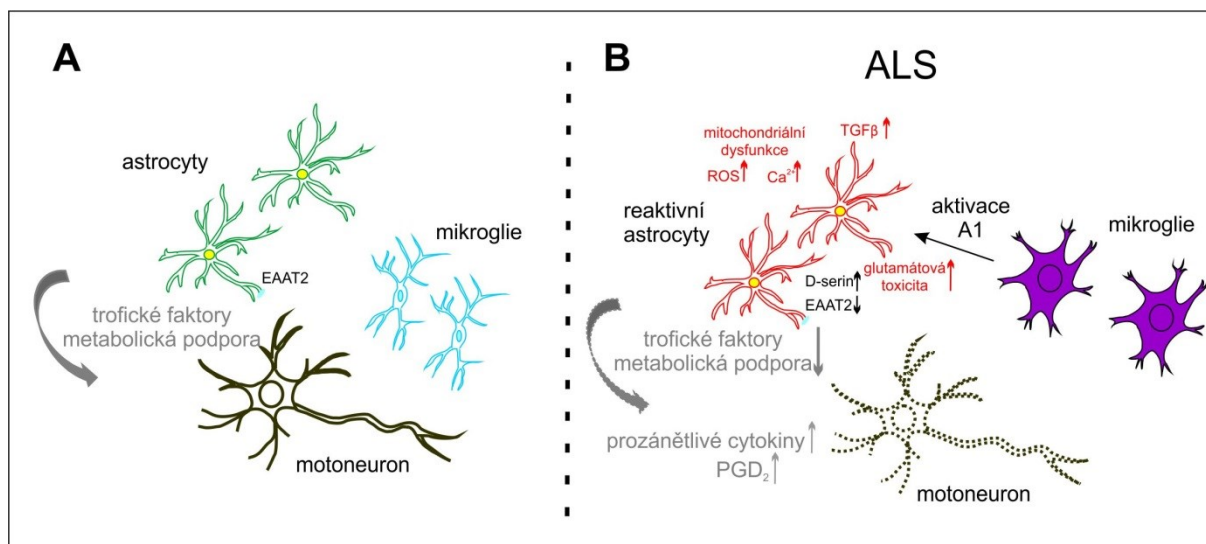 A
astrocyty
mikroglie
EAAT2
trofické faktory
metabolická podpora
motoneuron
B
ALS
mitochondriální
dysfunkce
ROS↑ Ca²⁺↑
TGFβ↑
reaktivní
astrocyty
aktivace
A1
mikroglie
D-serin↑
EAAT2↓
glutamátová↑
toxicita
trofické faktory
metabolická podpora↓
prozánětlivé cytokiny↑
PGD₂↑
motoneuron